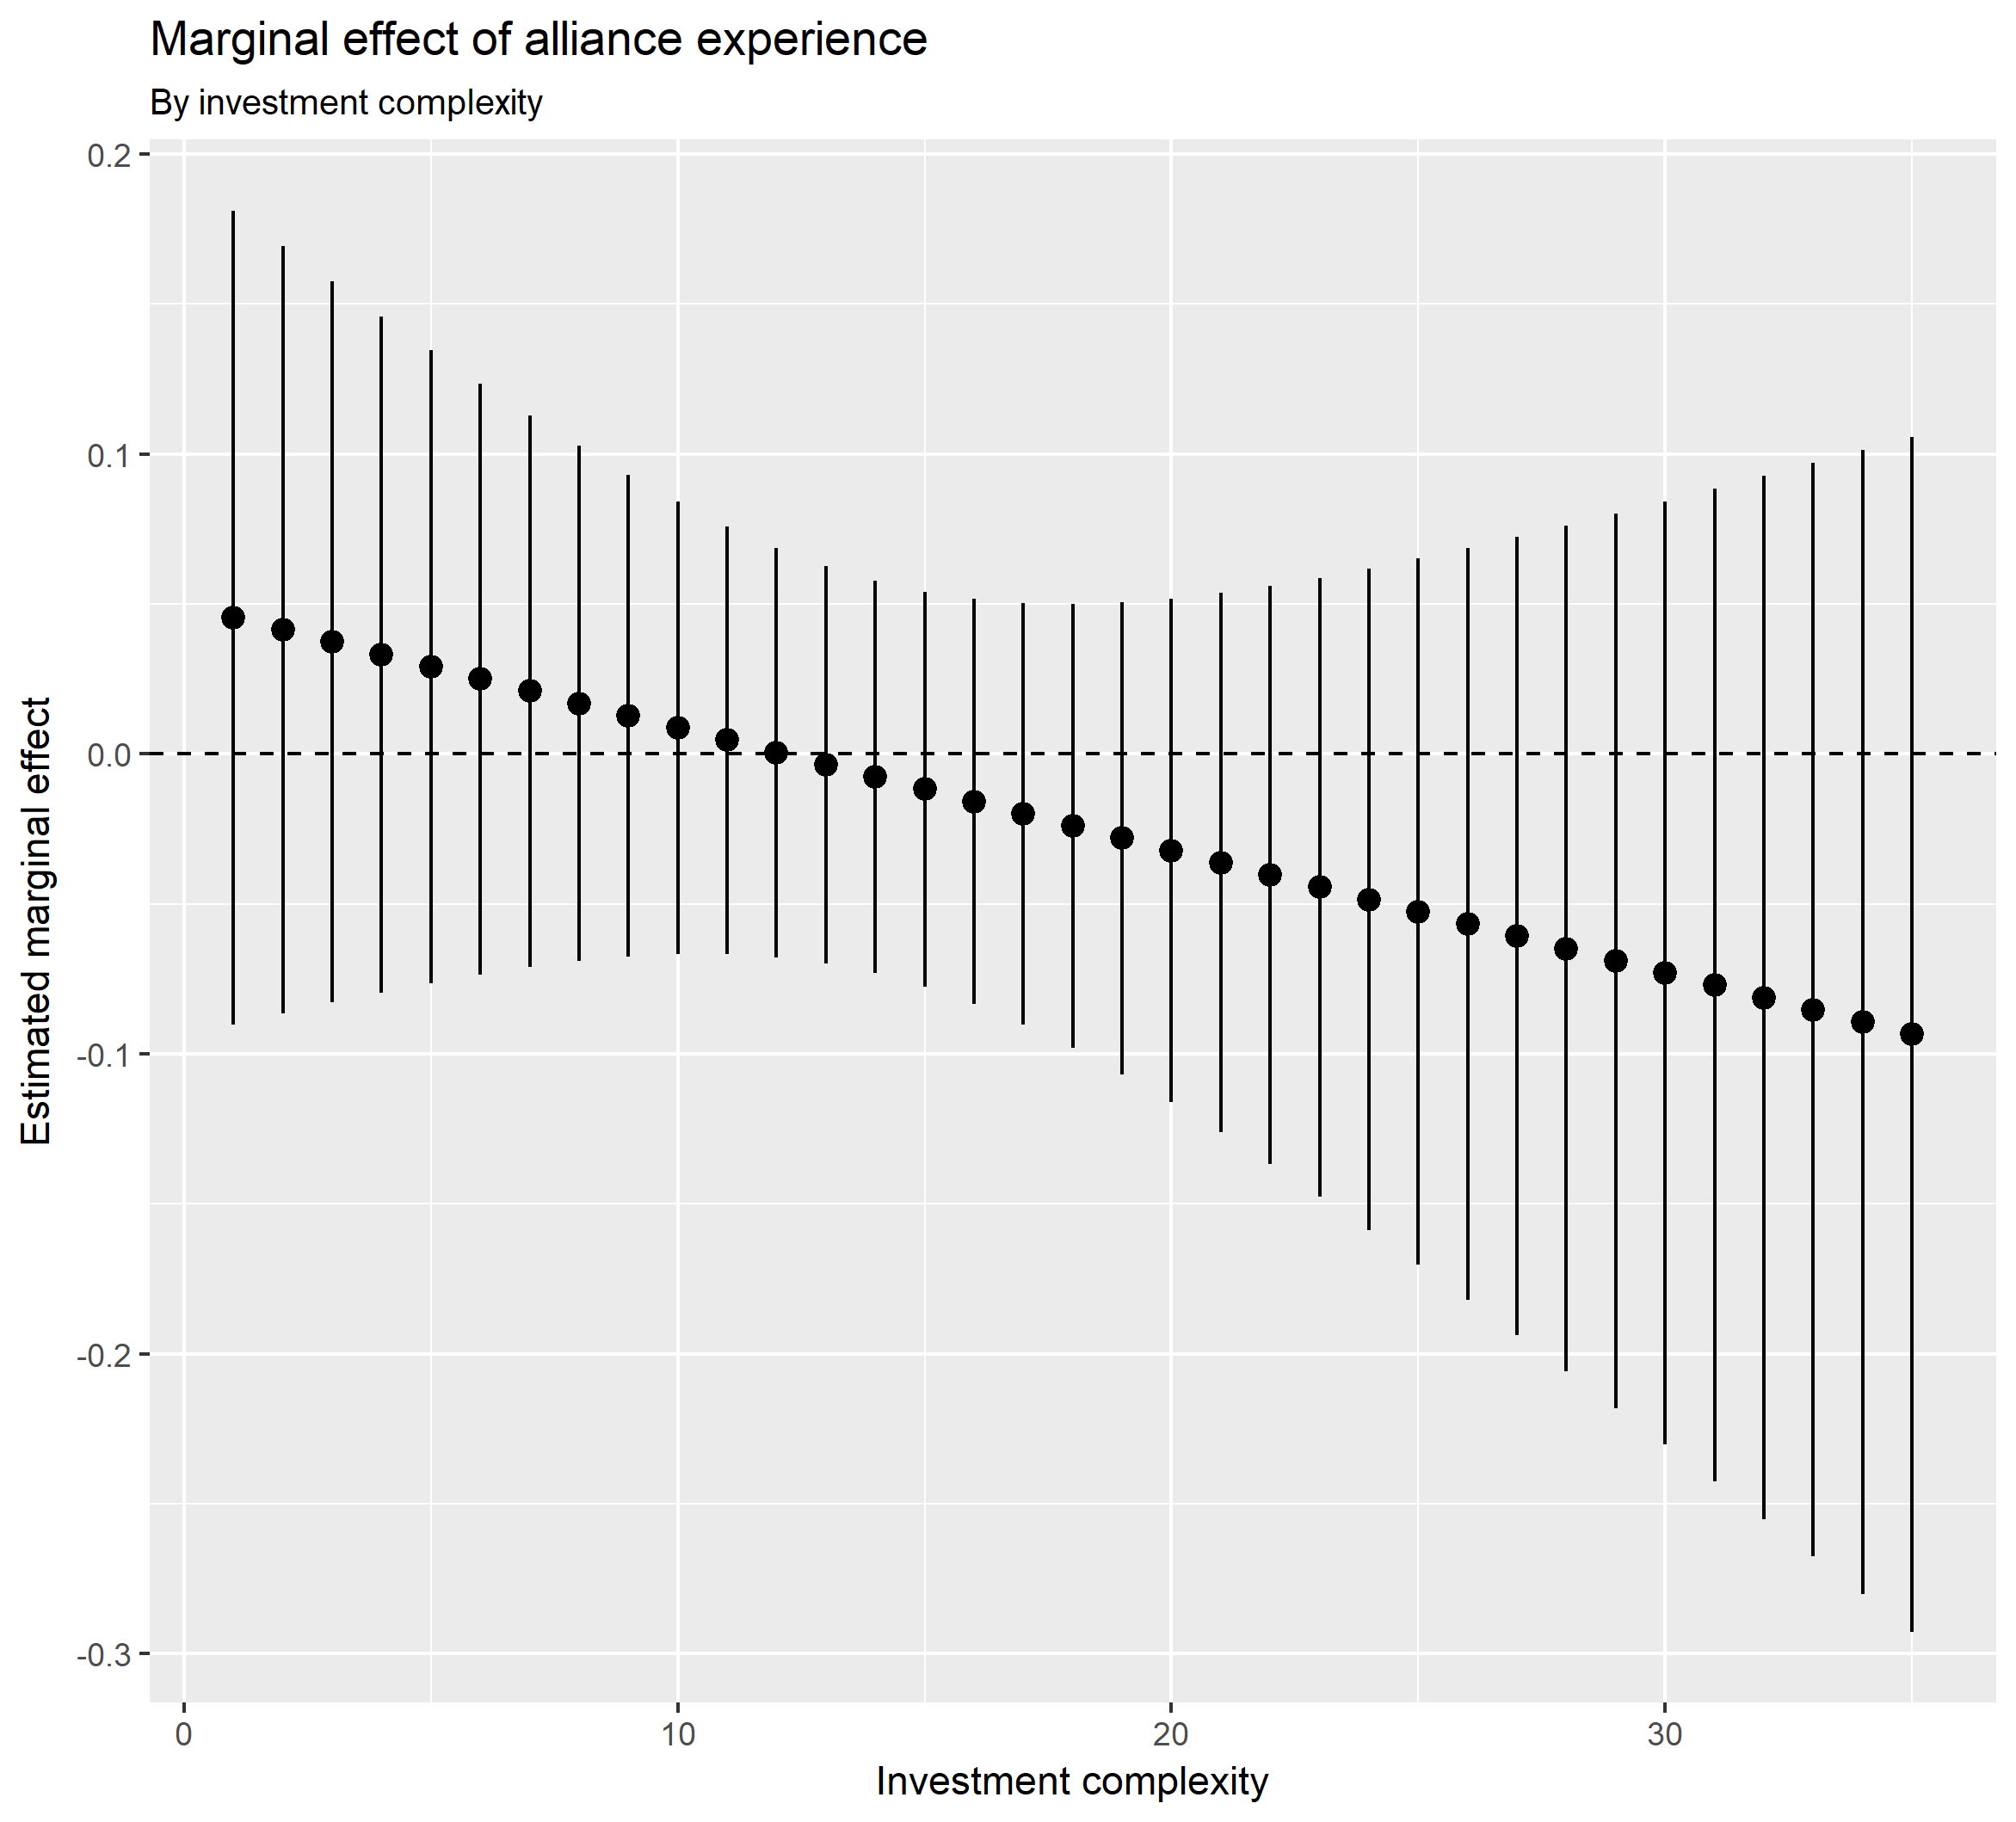 Marginal effect of alliance experience
By investment complexity
0.2
0.1
0.0
-0.1
-0.2
-0.3
Estimated marginal effect
0 10 20 30
Investment complexity